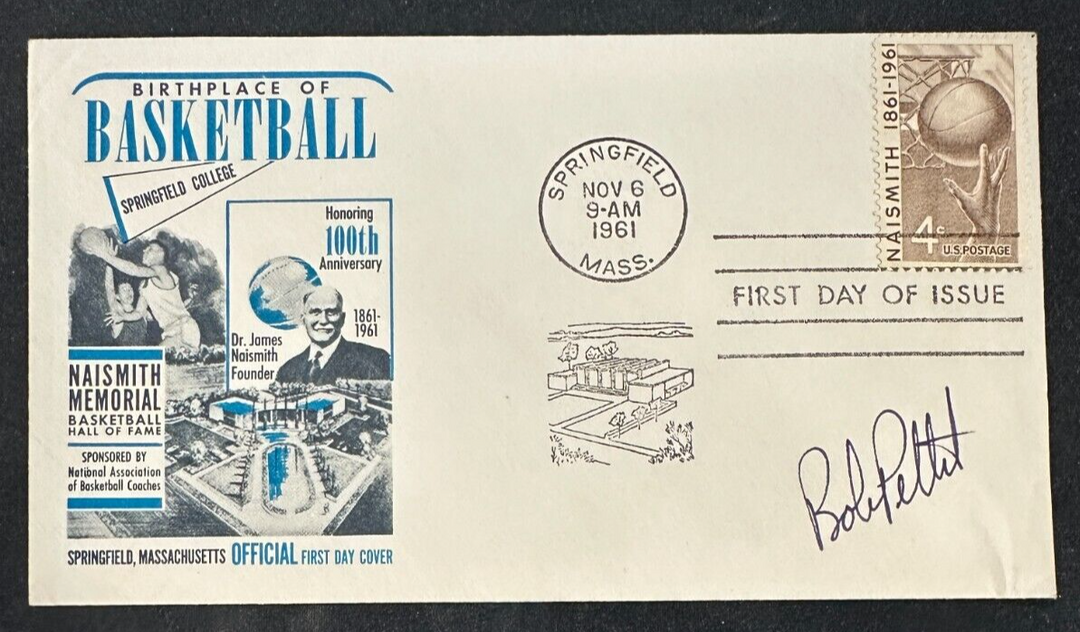 BIRTHPLACE OF
BASKETBALL
SPRINGFIELD COLLEGE
Honoring
100th
Anniversary
1861-
1961
Dr. James
Naismith
Founder
NAISMITH
MEMORIAL
BASKETBALL
HALL OF FAME
SPONSORED BY
National Association
of Basketball Coaches
SPRINGFIELD, MASSACHUSETTS OFFICIAL FIRST DAY COVER
SPRINGFIELD
NOV 6
9-AM
1961
MASS.
NAISMITH 1861-1961
4c
U.S. POSTAGE
FIRST DAY OF ISSUE
Bob Pettit